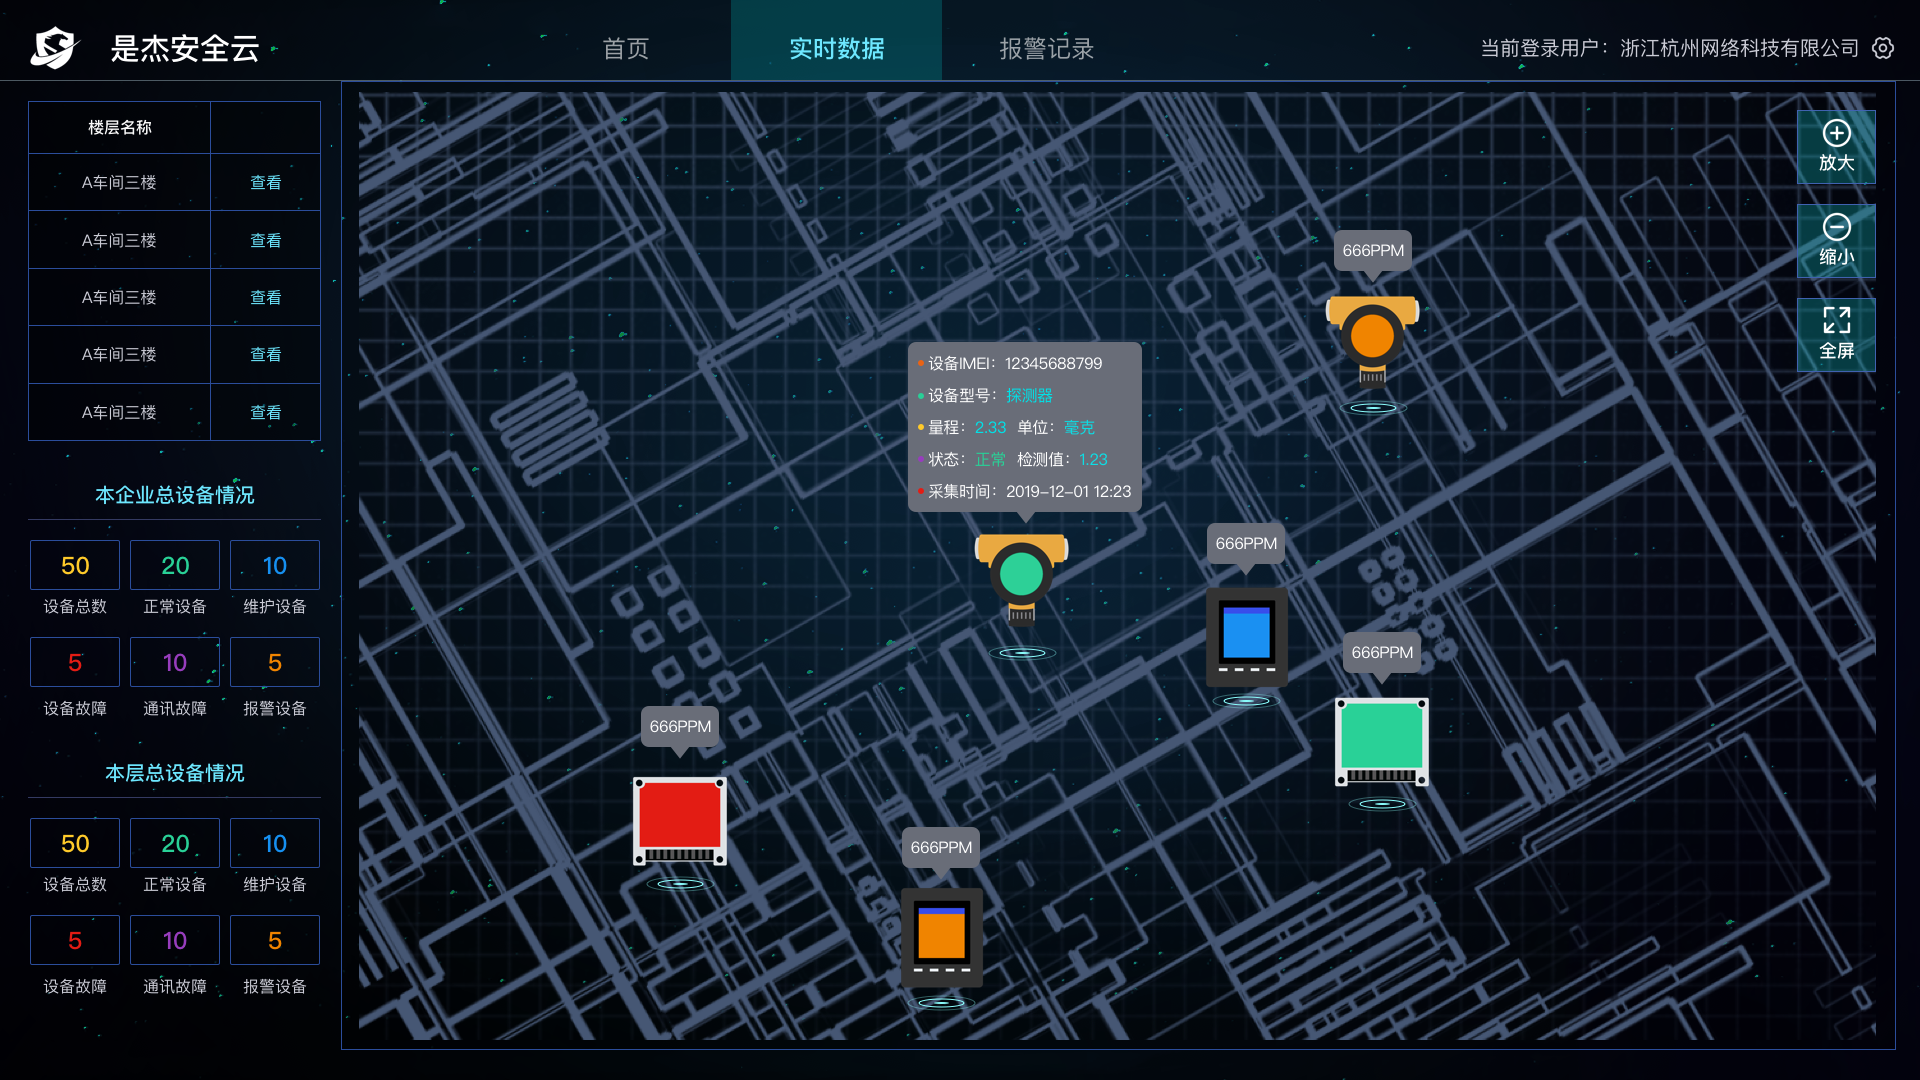 是杰安全云
首页
实时数据
报警记录
当前登录用户：浙江杭州网络科技有限公司
楼层名称
A车间三楼 查看
A车间三楼 查看
A车间三楼 查看
A车间三楼 查看
A车间三楼 查看
本企业总设备情况
50 20 10
设备总数 正常设备 维护设备
5 10 5
设备故障 通讯故障 报警设备
本层总设备情况
50 20 10
设备总数 正常设备 维护设备
5 10 5
设备故障 通讯故障 报警设备
放大
缩小
全屏
666PPM
设备IMEI：12345688799
设备型号：探测器
量程：2.33 单位：毫克
状态：正常 检测值：1.23
采集时间：2019-12-01 12:23
666PPM
666PPM
666PPM
666PPM